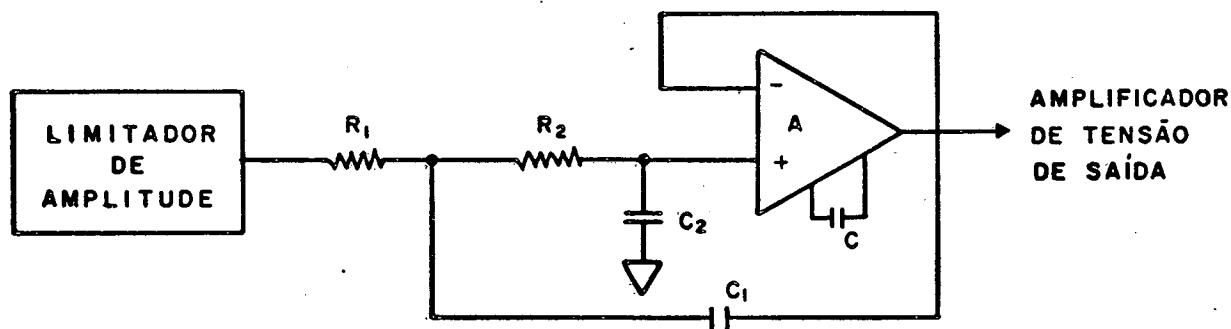 LIMITADOR
DE
AMPLITUDE
R1
R2
C2
C1
-
A
+
C
AMPLIFICADOR
DE TENSÃO
DE SAÍDA